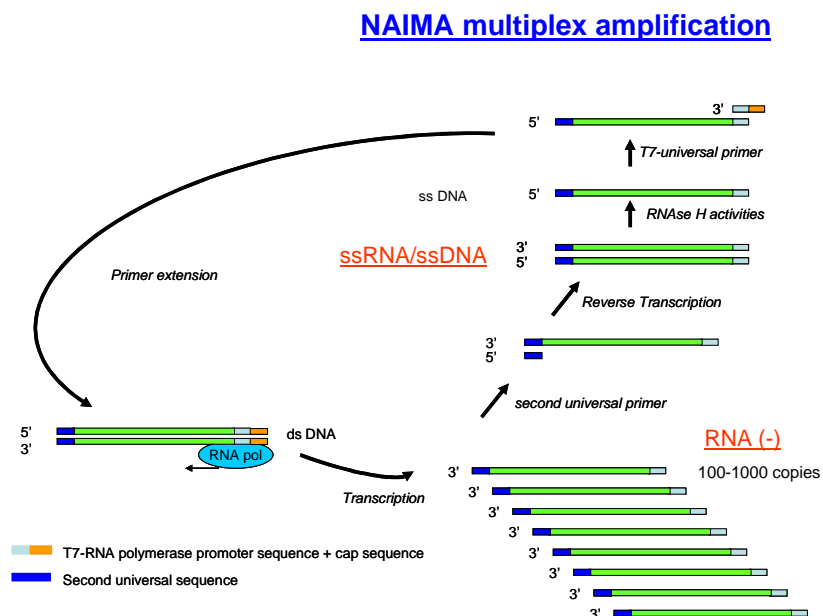 NAIMA multiplex amplification
3'
5'
T7-universal primer
ss DNA
5'
RNAse H activities
3'
5'
ssRNA/ssDNA
Primer extension
Reverse Transcription
3'
5'
second universal primer
5'
3'
ds DNA
RNA pol
RNA (-)
3'
100-1000 copies
Transcription
3'
3'
3'
3'
3'
3'
3'
T7-RNA polymerase promoter sequence + cap sequence
Second universal sequence